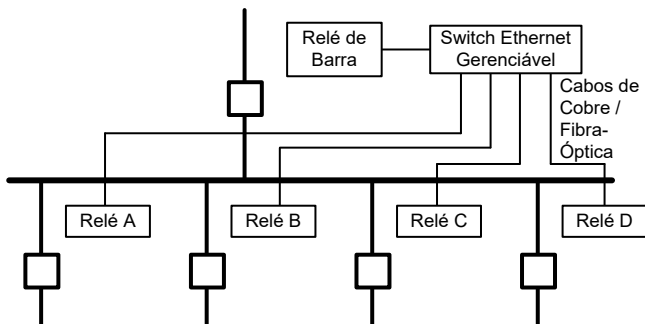 Relé de
Barra
Switch Ethernet
Gerenciável
Cabos de
Cobre /
Fibra-
Óptica
Relé A
Relé B
Relé C
Relé D